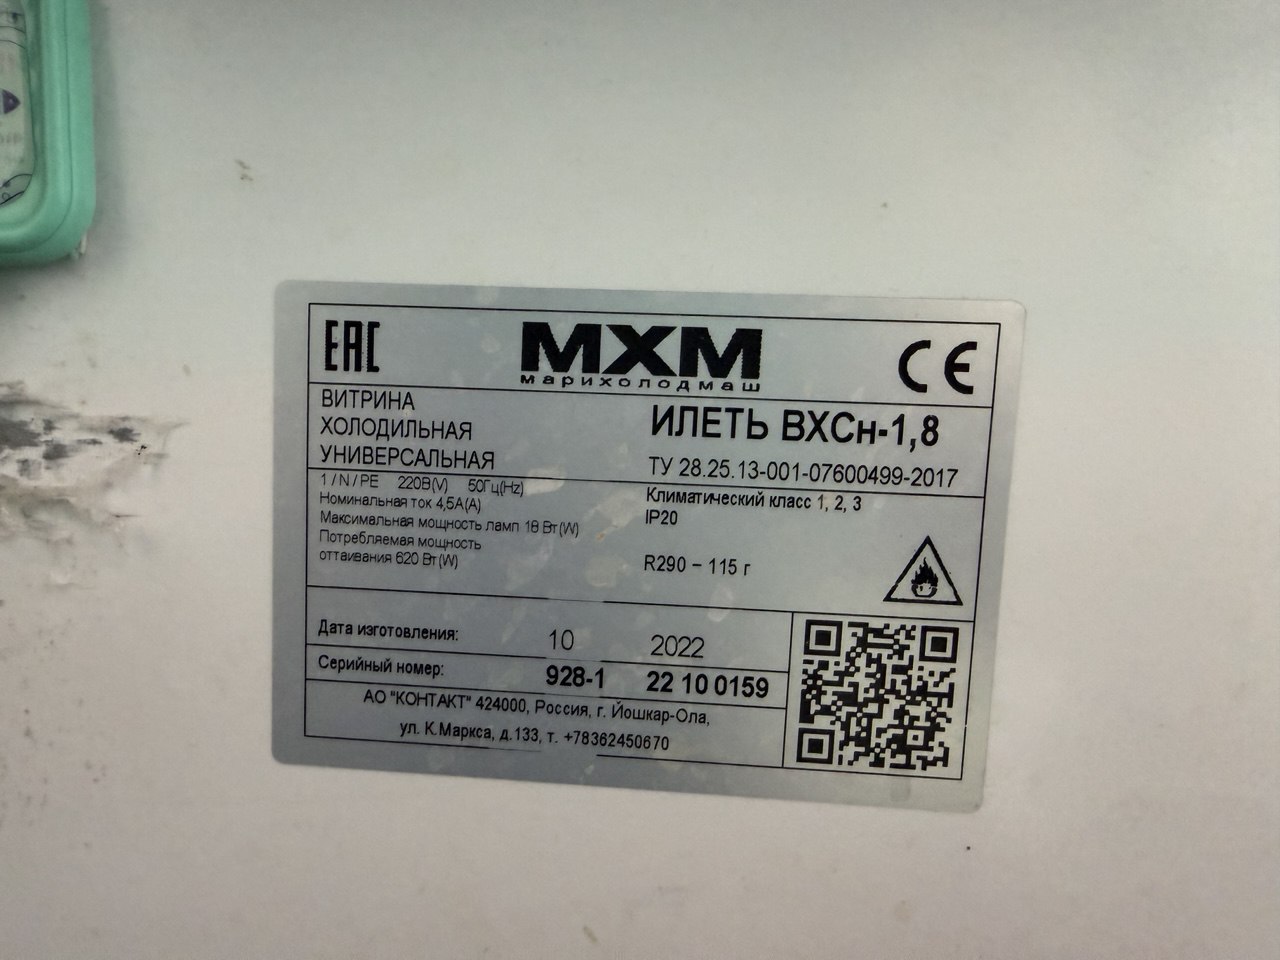 EAC
МХМ
марихолодмаш
CE
ВИТРИНА
ХОЛОДИЛЬНАЯ
УНИВЕРСАЛЬНАЯ
ИЛЕТЬ ВХСн-1,8
ТУ 28.25.13-001-07600499-2017
1 / N / PE 220В(V) 50Гц(Hz)
Номинальная ток 4,5А(А)
Максимальная мощность ламп 18 Вт(W)
Потребляемая мощность
оттаивания 620 Вт(W)
Климатический класс 1, 2, 3
IP20
R290 – 115 г
Дата изготовления: 10 2022
Серийный номер: 928-1 22 10 0159
АО "КОНТАКТ" 424000, Россия, г. Йошкар-Ола,
ул. К.Маркса, д.133, т. +78362450670